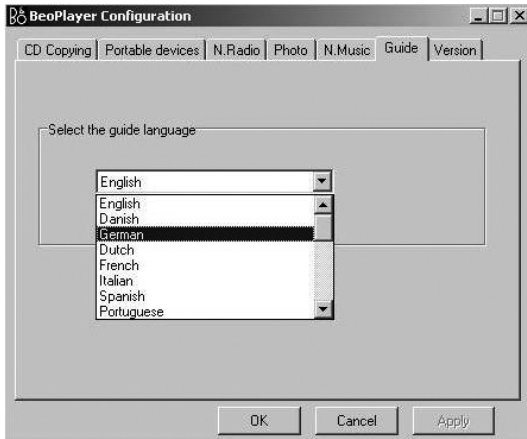 BeoPlayer Configuration
CD Copying Portable devices N.Radio Photo N.Music Guide Version
Select the guide language
English
English
Danish
German
Dutch
French
Italian
Spanish
Portuguese
OK Cancel Apply